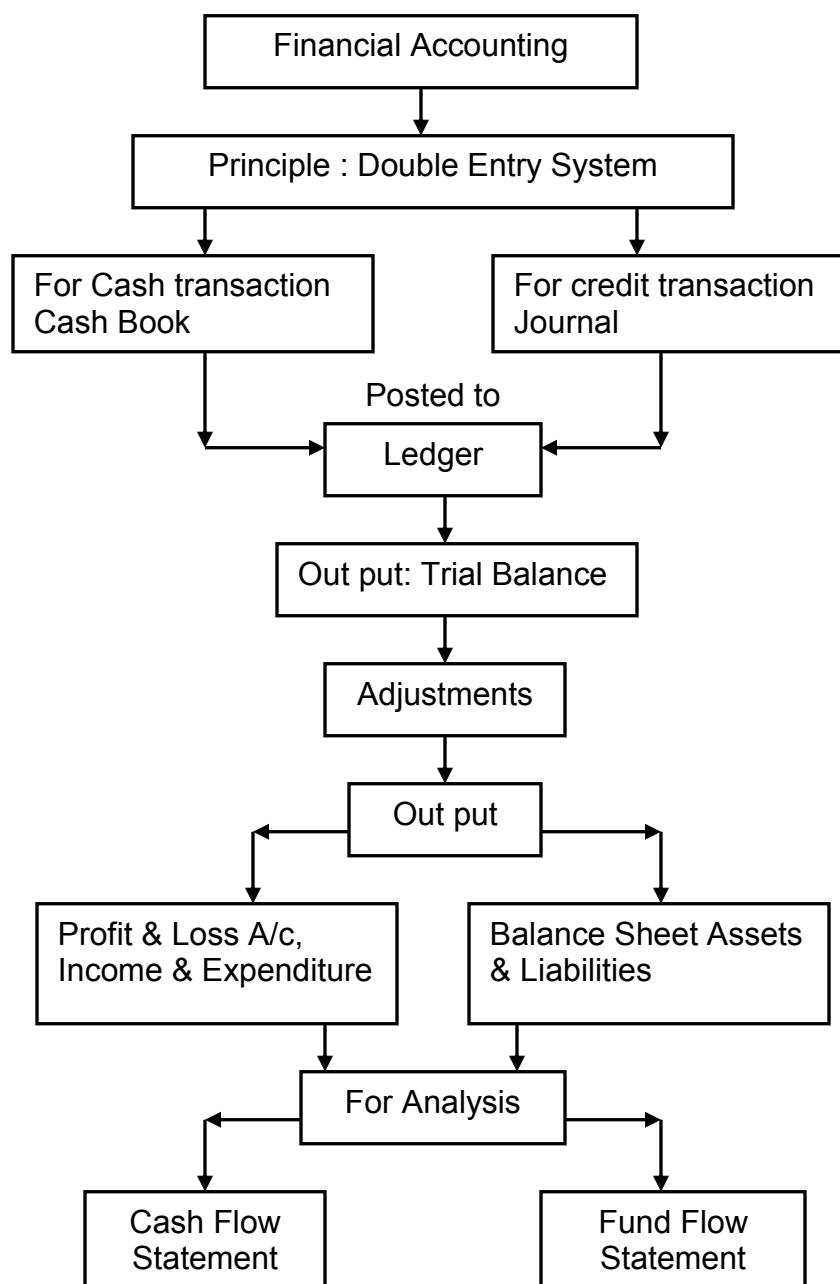 Financial Accounting
Principle : Double Entry System
For Cash transaction
Cash Book
For credit transaction
Journal
Posted to
Ledger
Out put: Trial Balance
Adjustments
Out put
Profit & Loss A/c,
Income & Expenditure
Balance Sheet Assets
& Liabilities
For Analysis
Cash Flow
Statement
Fund Flow
Statement